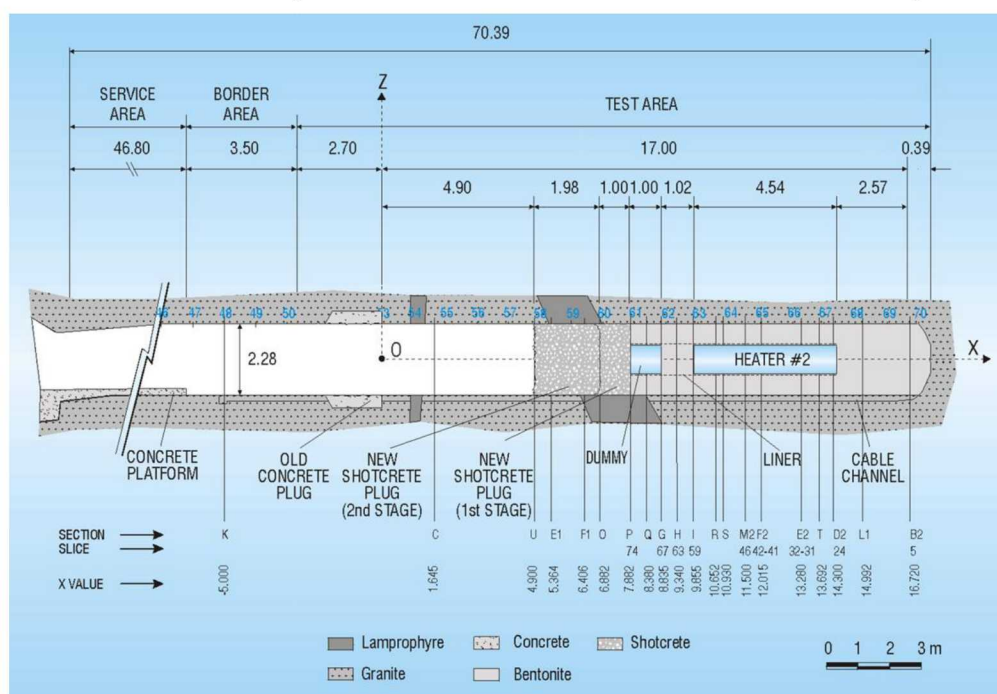 70.39
Z
SERVICE AREA
BORDER AREA
TEST AREA
46.80
3.50
2.70
17.00
0.39
4.90
1.98
1.00
1.00
1.02
4.54
2.57
46 47 48 49 50 53 54 55 56 57 58 59 60 61 62 63 64 65 66 67 68 69 70
2.28
O
HEATER #2
X
CONCRETE PLATFORM
OLD CONCRETE PLUG
NEW SHOTCRETE PLUG (2nd STAGE)
NEW SHOTCRETE PLUG (1st STAGE)
DUMMY
LINER
CABLE CHANNEL
SECTION K C U E1 F1 O P Q G H I R S M2 F2 E2 T D2 L1 B2
SLICE 74 67 63 59 46 42-41 32-31 24 5
X VALUE -5.000 1.645 4.900 5.364 6.406 6.882 7.882 8.380 8.835 9.340 9.855 10.652 10.930 11.500 12.015 13.280 13.692 14.300 14.992 16.720
Lamprophyre
Concrete
Shotcrete
Granite
Bentonite
0 1 2 3 m